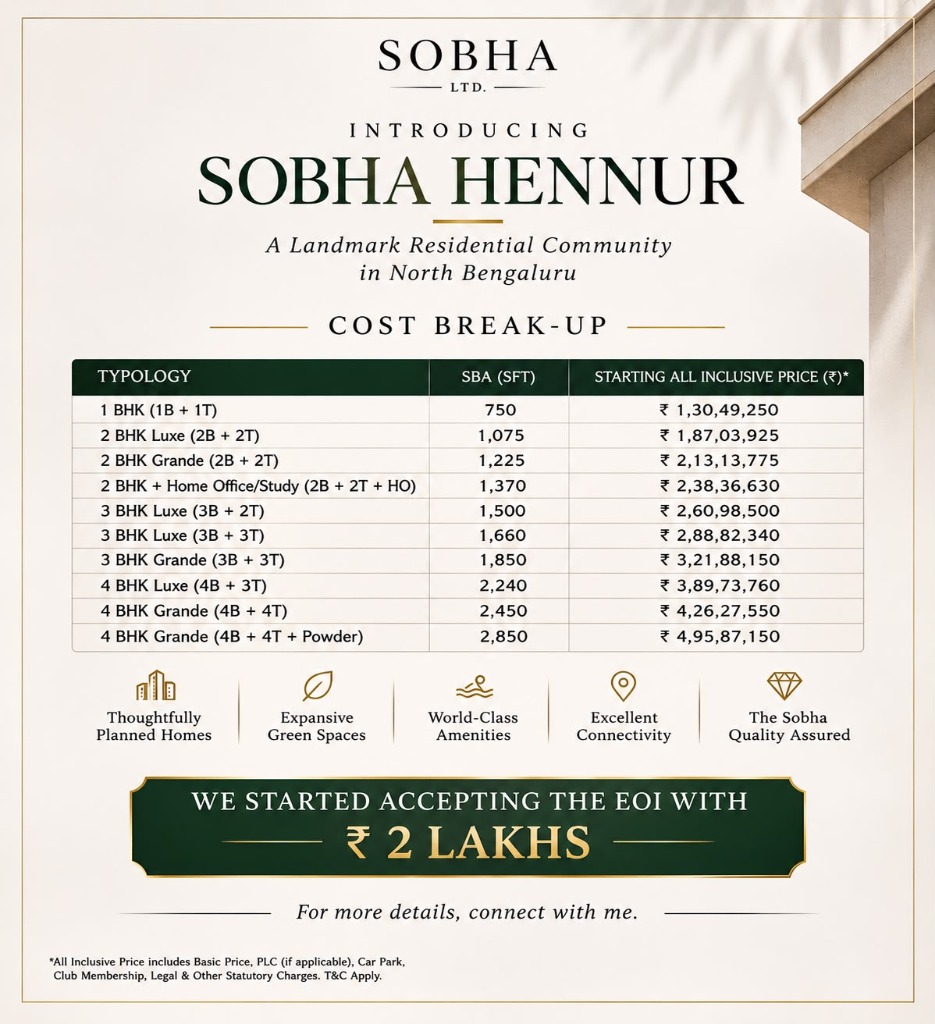 SOBHA
LTD.
INTRODUCING
SOBHA HENNUR
A Landmark Residential Community
in North Bengaluru
COST BREAK-UP
TYPOLOGY SBA (SFT) STARTING ALL INCLUSIVE PRICE (₹)*
1 BHK (1B + 1T) 750 ₹ 1,30,49,250
2 BHK Luxe (2B + 2T) 1,075 ₹ 1,87,03,925
2 BHK Grande (2B + 2T) 1,225 ₹ 2,13,13,775
2 BHK + Home Office/Study (2B + 2T + HO) 1,370 ₹ 2,38,36,630
3 BHK Luxe (3B + 2T) 1,500 ₹ 2,60,98,500
3 BHK Luxe (3B + 3T) 1,660 ₹ 2,88,82,340
3 BHK Grande (3B + 3T) 1,850 ₹ 3,21,88,150
4 BHK Luxe (4B + 3T) 2,240 ₹ 3,89,73,760
4 BHK Grande (4B + 4T) 2,450 ₹ 4,26,27,550
4 BHK Grande (4B + 4T + Powder) 2,850 ₹ 4,95,87,150
Thoughtfully
Planned Homes
Expansive
Green Spaces
World-Class
Amenities
Excellent
Connectivity
The Sobha
Quality Assured
WE STARTED ACCEPTING THE EOI WITH
₹ 2 LAKHS
For more details, connect with me.
*All Inclusive Price includes Basic Price, PLC (if applicable), Car Park,
Club Membership, Legal & Other Statutory Charges. T&C Apply.